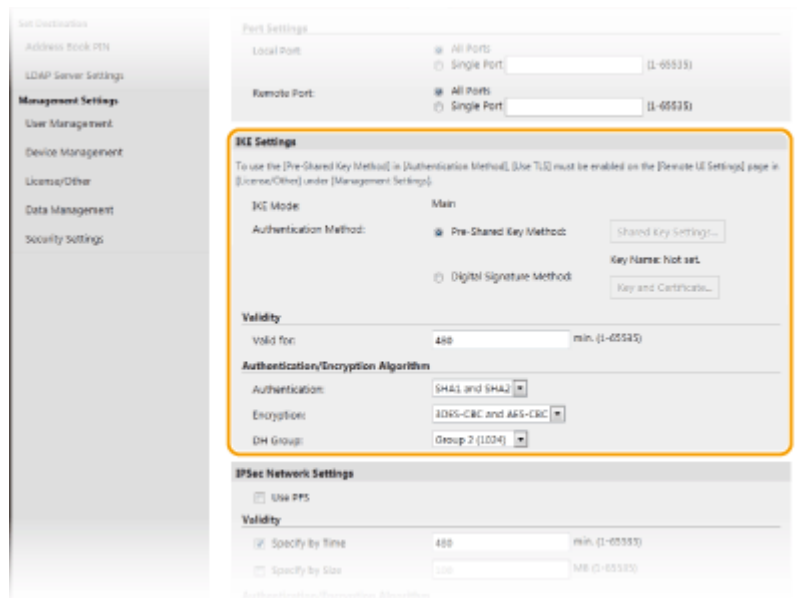 Set Destination
Address Book PIN
LDAP Server Settings
Management Settings
User Management
Device Management
License/Other
Data Management
Security Settings
Port Settings
Local Port:
All Ports
Single Port
(1-65535)
Remote Port:
All Ports
Single Port
(1-65535)
IKE Settings
To use the [Pre-Shared Key Method] in [Authentication Method], [Use TLS] must be enabled on the [Remote UI Settings] page in
[License/Other] under [Management Settings].
IKE Mode: Main
Authentication Method: Pre-Shared Key Method: Shared Key Settings...
Key Name: Not set.
Digital Signature Method: Key and Certificate...
Validity
Valid for: 480 min. (1-65535)
Authentication/Encryption Algorithm
Authentication: SHA1 and SHA2
Encryption: 3DES-CBC and AES-CBC
DH Group: Group 2 (1024)
IPSec Network Settings
Use PFS
Validity
Specify by Time 480 min. (1-65535)
Specify by Size 100 MB (1-65535)
Authentication/Encryption Algorithm